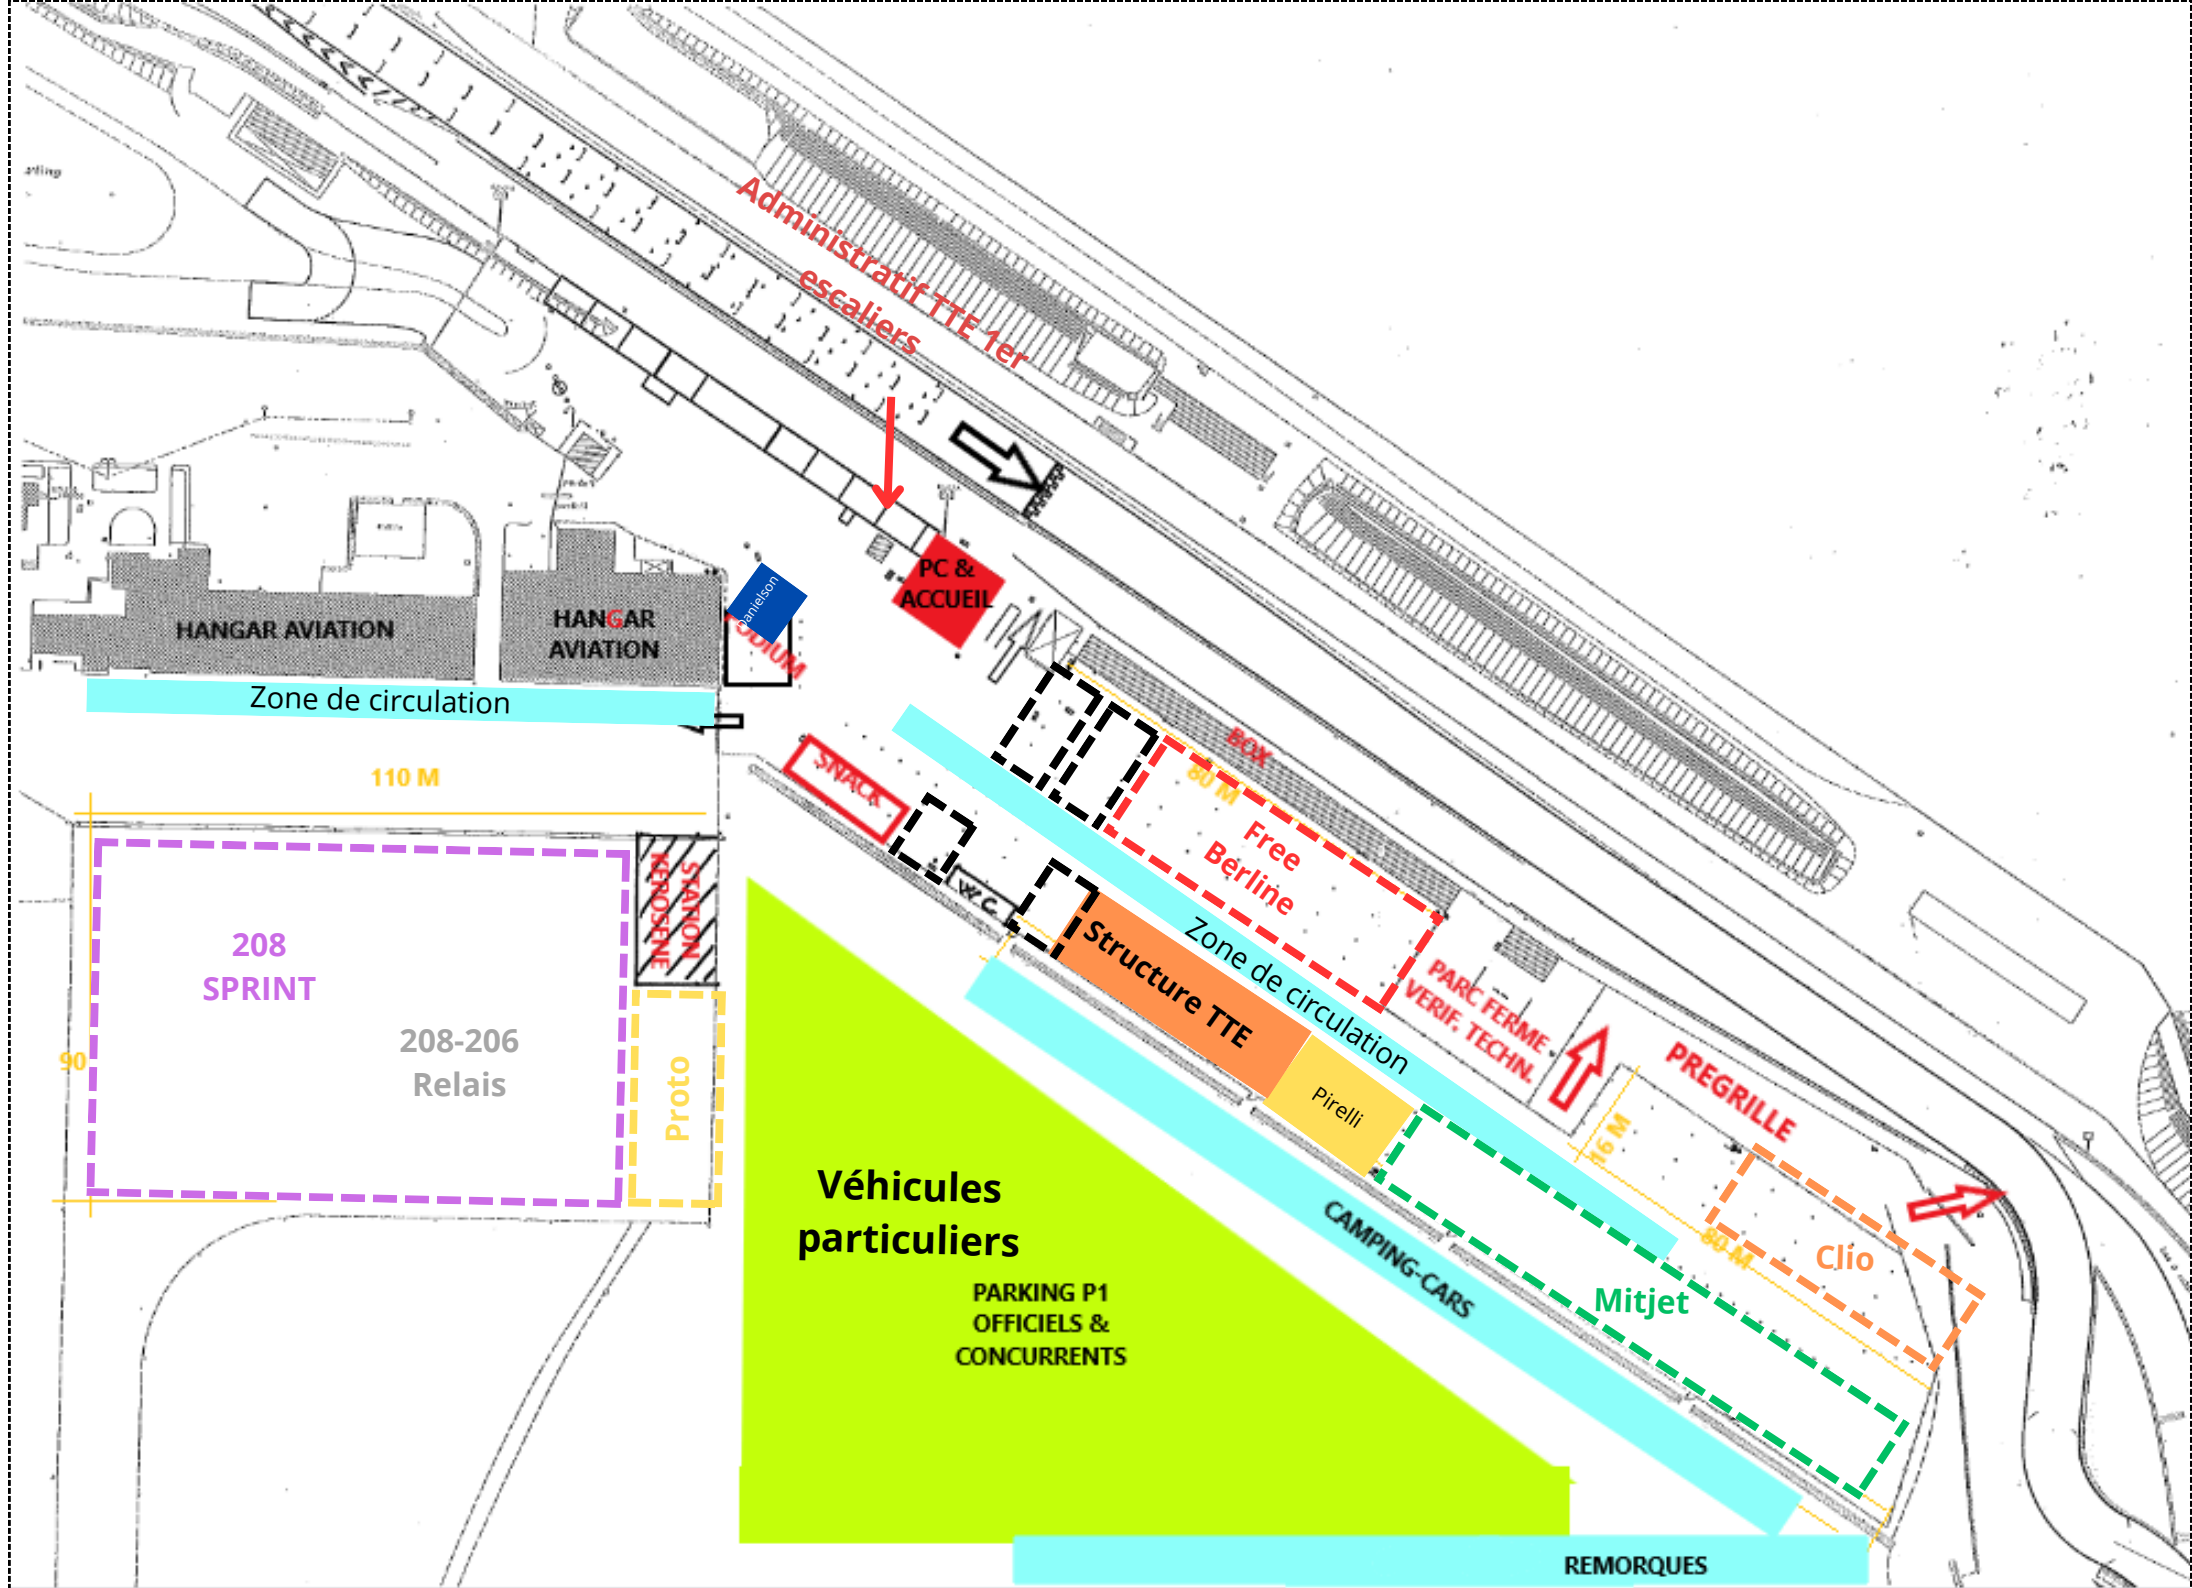 Administratif TTE 1er
escaliers
PC &
ACCUEIL
Danielson
PODIUM
HANGAR AVIATION
HANGAR
AVIATION
Zone de circulation
110 M
SNACK
W.C.
BOX
80 M
Free
Berline
STATION
KEROSENE
208
SPRINT
208-206
Relais
90
Proto
Structure TTE
Zone de circulation
Pirelli
PARC FERME
VERIF. TECHN.
PREGRILLE
16 M
80 M
Clio
Mitjet
CAMPING-CARS
Véhicules
particuliers
PARKING P1
OFFICIELS &
CONCURRENTS
REMORQUES